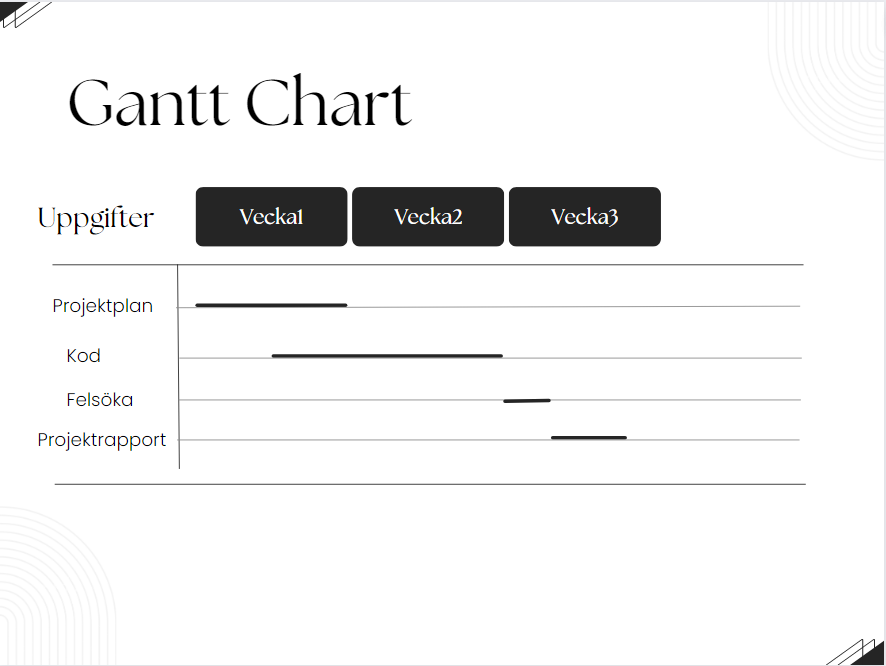 Gantt Chart
Uppgifter Vecka1 Vecka2 Vecka3
Projektplan
Kod
Felsöka
Projektrapport